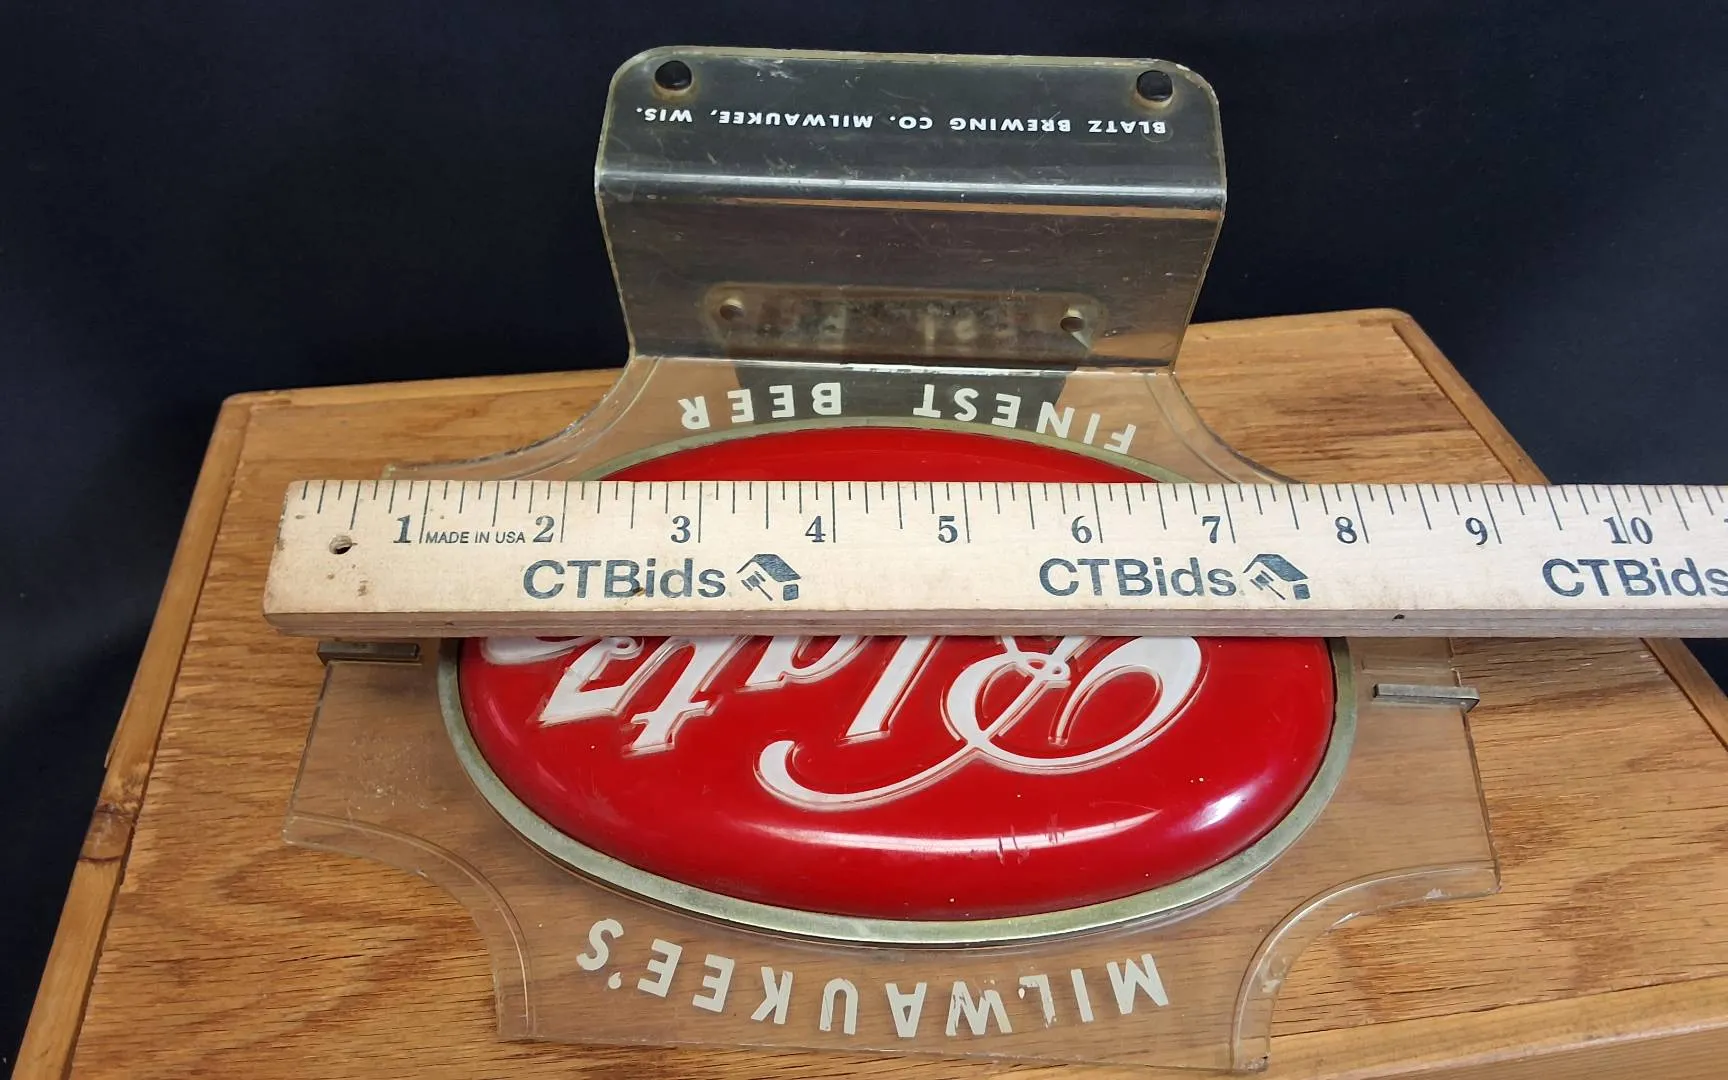 BLATZ BREWING CO. MILWAUKEE, WIS.
FINEST BEER
1 MADE IN USA 2 3 4 5 6 7 8 9 10
CTBids CTBids CTBids
Blatz
MILWAUKEE'S